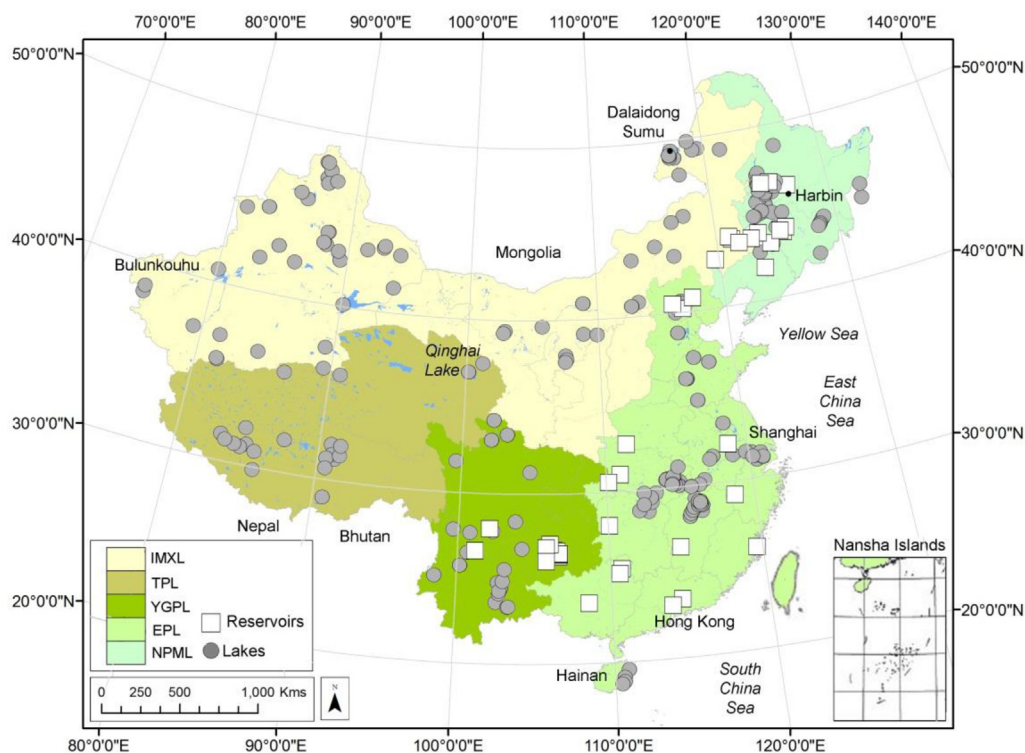 70°0'0"E 80°0'0"E 90°0'0"E 100°0'0"E 110°0'0"E 120°0'0"E 130°0'0"E 140°0'0"E
50°0'0"N
50°0'0"N
Dalaidong
Sumu
Harbin
40°0'0"N
40°0'0"N
Mongolia
Bulunkouhu
Yellow Sea
Qinghai
Lake
East
China
Sea
30°0'0"N
30°0'0"N
Shanghai
Nepal
Bhutan
Nansha Islands
IMXL
TPL
YGPL
EPL
NPML
Reservoirs
Lakes
20°0'0"N
20°0'0"N
Hong Kong
Hainan
South
China
Sea
0 250 500 1,000 Kms
N
80°0'0"E 90°0'0"E 100°0'0"E 110°0'0"E 120°0'0"E